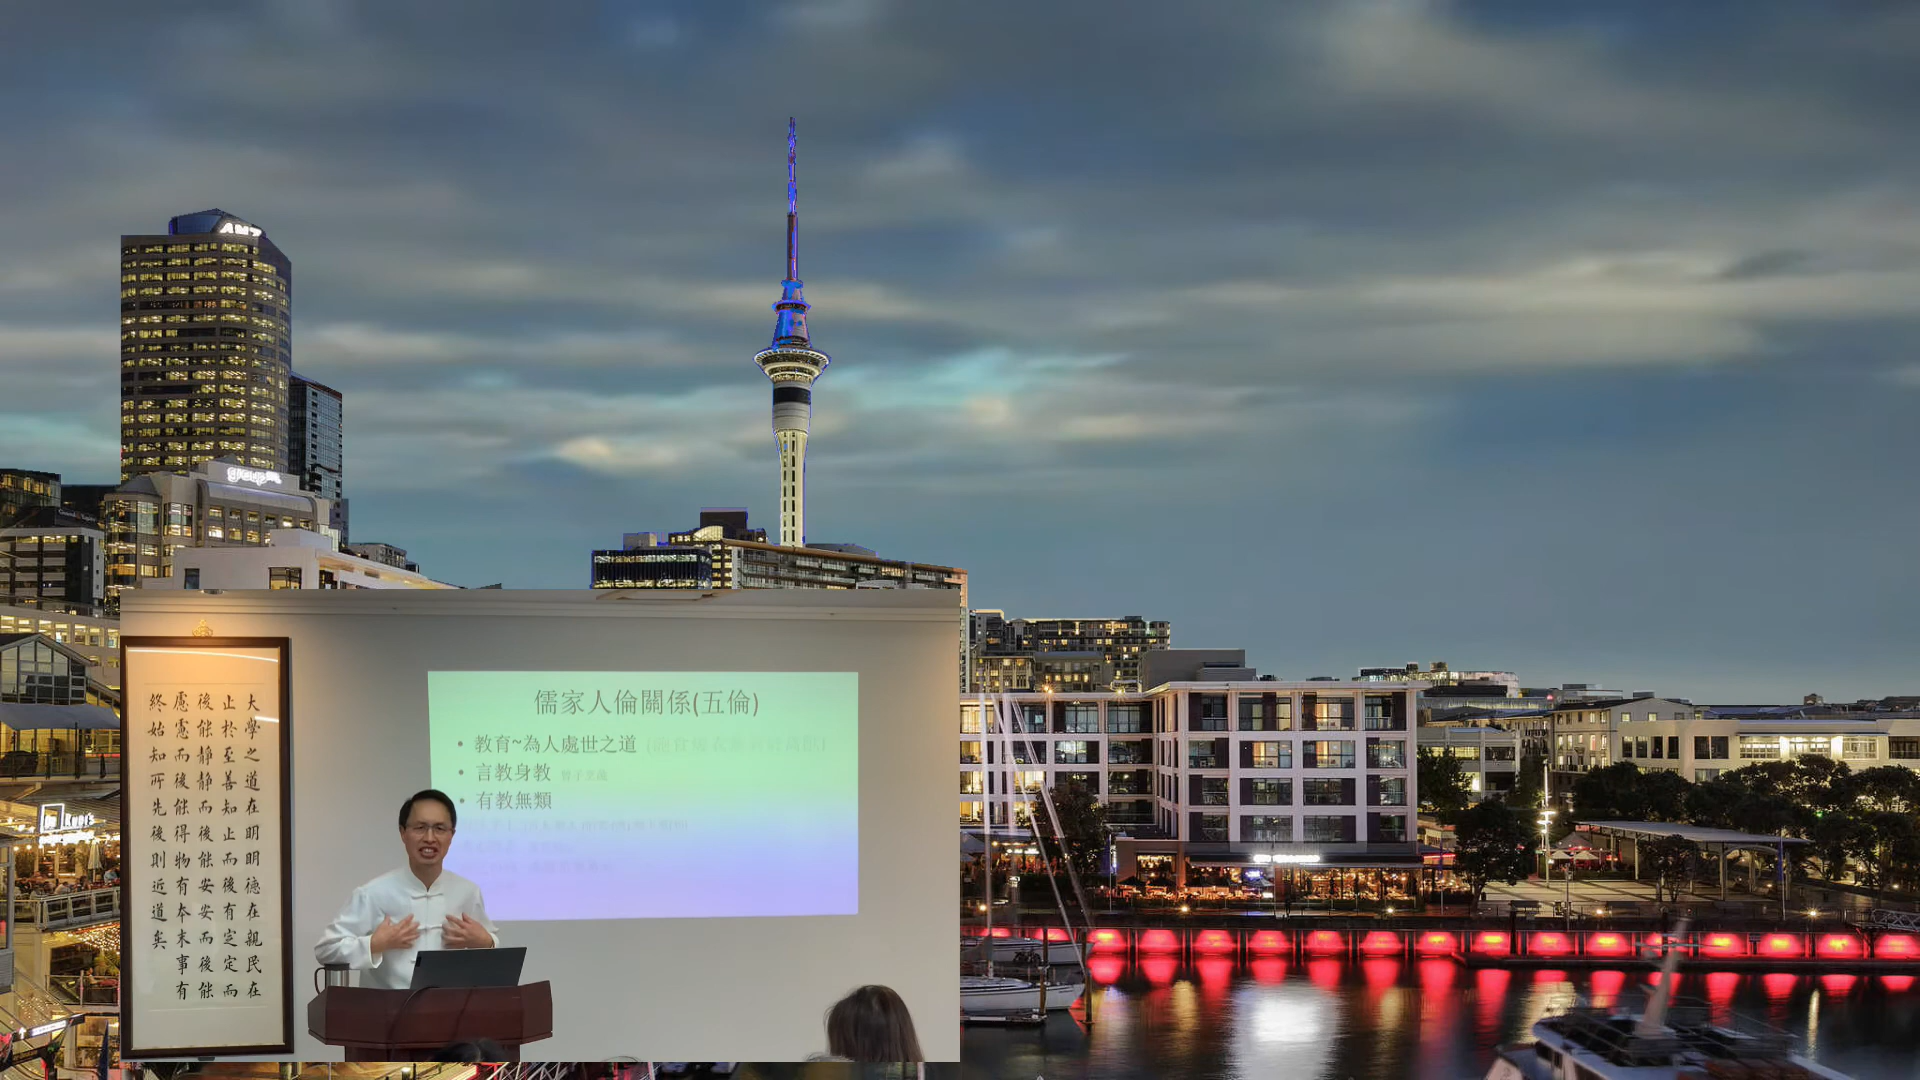 ANZ
大學之道在明明德在親民在
止於至善知止而後有定定而
後能静静而後能安安而後能
慮慮而後能得物有本末事有
終始知所先後則近道矣
儒家人倫關係(五倫)
• 教育~為人處世之道
• 言教身教
• 有教無類